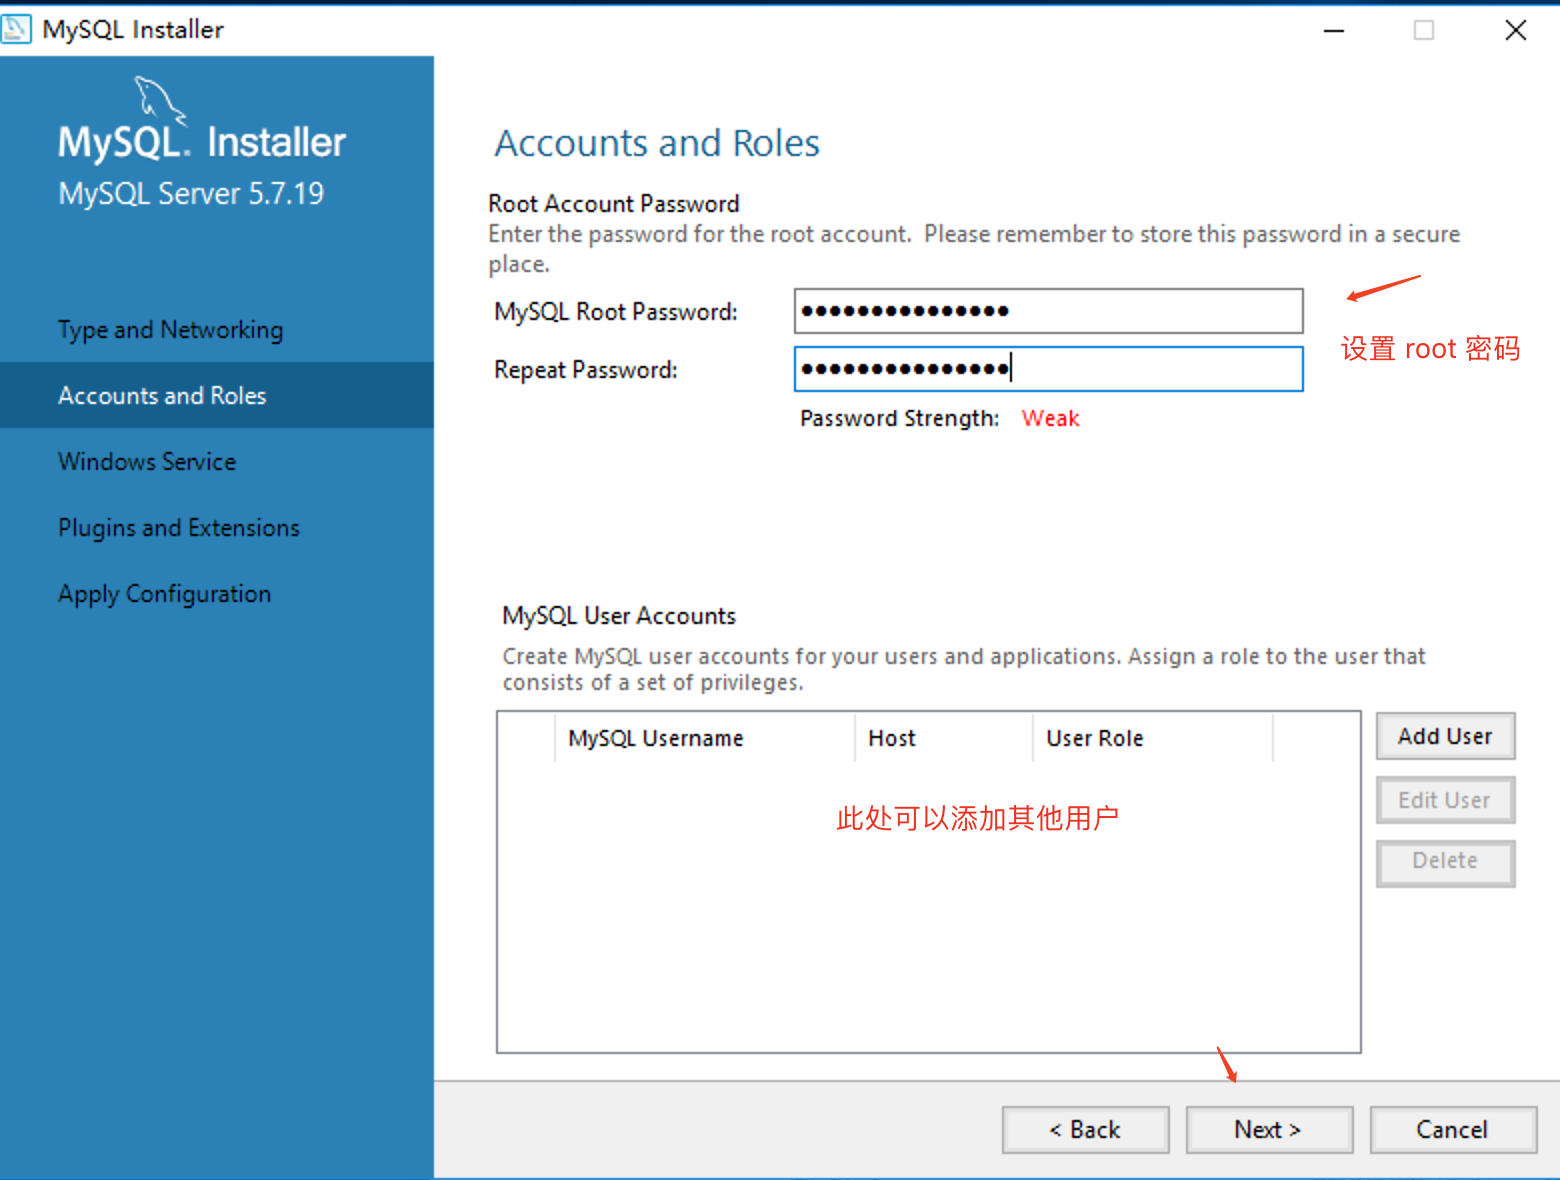 MySQL Installer
MySQL. Installer
MySQL Server 5.7.19
Type and Networking
Accounts and Roles
Windows Service
Plugins and Extensions
Apply Configuration
Accounts and Roles
Root Account Password
Enter the password for the root account.  Please remember to store this password in a secure
place.
MySQL Root Password: •••••••••••••••
设置 root 密码
Repeat Password: •••••••••••••••
Password Strength: Weak
MySQL User Accounts
Create MySQL user accounts for your users and applications. Assign a role to the user that
consists of a set of privileges.
MySQL Username Host User Role
此处可以添加其他用户
Add User
Edit User
Delete
< Back Next > Cancel